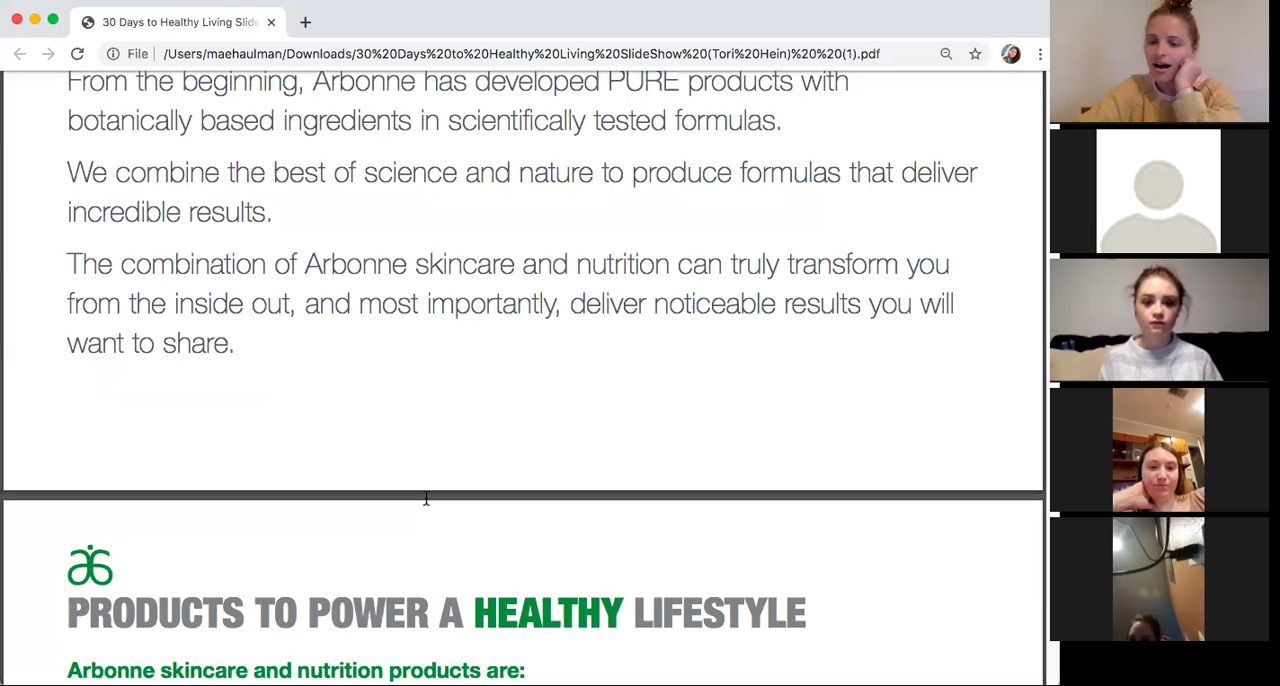 30 Days to Healthy Living Slide
File
/Users/maehaulman/Downloads/30%20Days%20to%20Healthy%20Living%20SlideShow%20(Tori%20Hein)%20%20(1).pdf
From the beginning, Arbonne has developed PURE products with
botanically based ingredients in scientifically tested formulas.
We combine the best of science and nature to produce formulas that deliver
incredible results.
The combination of Arbonne skincare and nutrition can truly transform you
from the inside out, and most importantly, deliver noticeable results you will
want to share.
PRODUCTS TO POWER A HEALTHY LIFESTYLE
Arbonne skincare and nutrition products are: